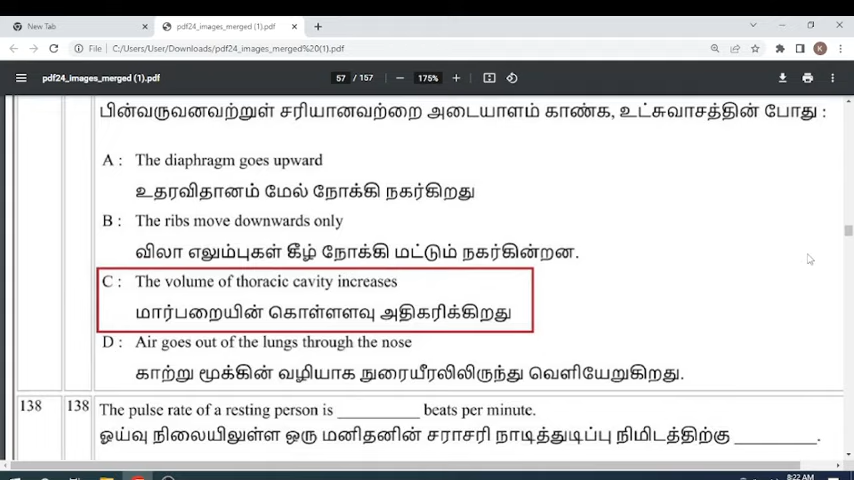 New Tab
pdf24_images_merged (1).pdf
File C:/Users/User/Downloads/pdf24_images_merged%20(1).pdf
K
pdf24_images_merged (1).pdf
57 / 157
175%
பின்வருவனவற்றுள் சரியானவற்றை அடையாளம் காண்க, உட்சுவாசத்தின் போது :
A : The diaphragm goes upward
உதரவிதானம் மேல் நோக்கி நகர்கிறது
B : The ribs move downwards only
விலா எலும்புகள் கீழ் நோக்கி மட்டும் நகர்கின்றன.
C : The volume of thoracic cavity increases
மார்பறையின் கொள்ளளவு அதிகரிக்கிறது
D : Air goes out of the lungs through the nose
காற்று மூக்கின் வழியாக நுரையீரலிலிருந்து வெளியேறுகிறது.
138 138 The pulse rate of a resting person is __________ beats per minute.
ஓய்வு நிலையிலுள்ள ஒரு மனிதனின் சராசரி நாடித்துடிப்பு நிமிடத்திற்கு __________.
8:22 AM